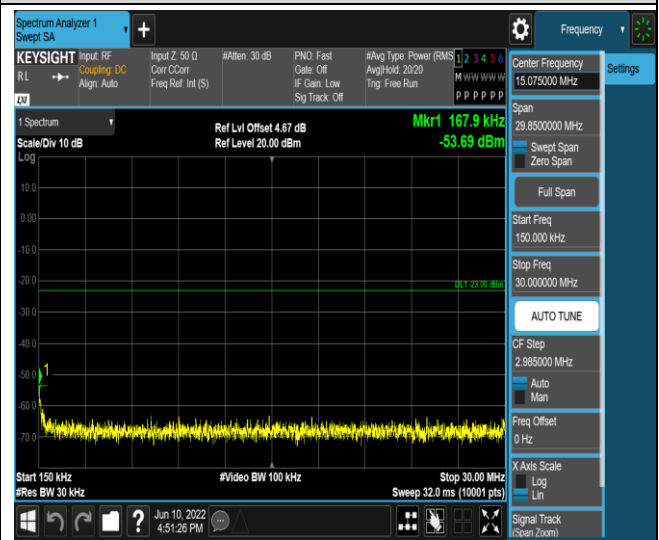 Spectrum Analyzer 1
Swept SA
Frequency
KEYSIGHT
Input: RF
Input Z: 50 Ω
#Atten: 30 dB
PNO: Fast
#Avg Type: Power (RMS
1 2 3 4 5 6
RL
Coupling: DC
Corr CCorr
Gate: Off
Avg|Hold: 20/20
M W W W W W
Align: Auto
Freq Ref: Int (S)
IF Gain: Low
Trig: Free Run
P P P P P P
Sig Track: Off
LXI
1 Spectrum
Ref Lvl Offset 4.67 dB
Mkr1 167.9 kHz
Scale/Div 10 dB
Ref Level 20.00 dBm
-53.69 dBm
Log
10.0
0.00
-10.0
-20.0
DL1 -23.00 dBm
-30.0
-40.0
-50.0
1
-60.0
-70.0
Start 150 kHz
#Video BW 100 kHz
Stop 30.00 MHz
#Res BW 30 kHz
Sweep 32.0 ms (10001 pts)
Jun 10, 2022
4:51:26 PM
Center Frequency
15.075000 MHz
Settings
Span
29.8500000 MHz
Swept Span
Zero Span
Full Span
Start Freq
150.000 kHz
Stop Freq
30.000000 MHz
AUTO TUNE
CF Step
2.985000 MHz
Auto
Man
Freq Offset
0 Hz
X Axis Scale
Log
Lin
Signal Track
(Span Zoom)